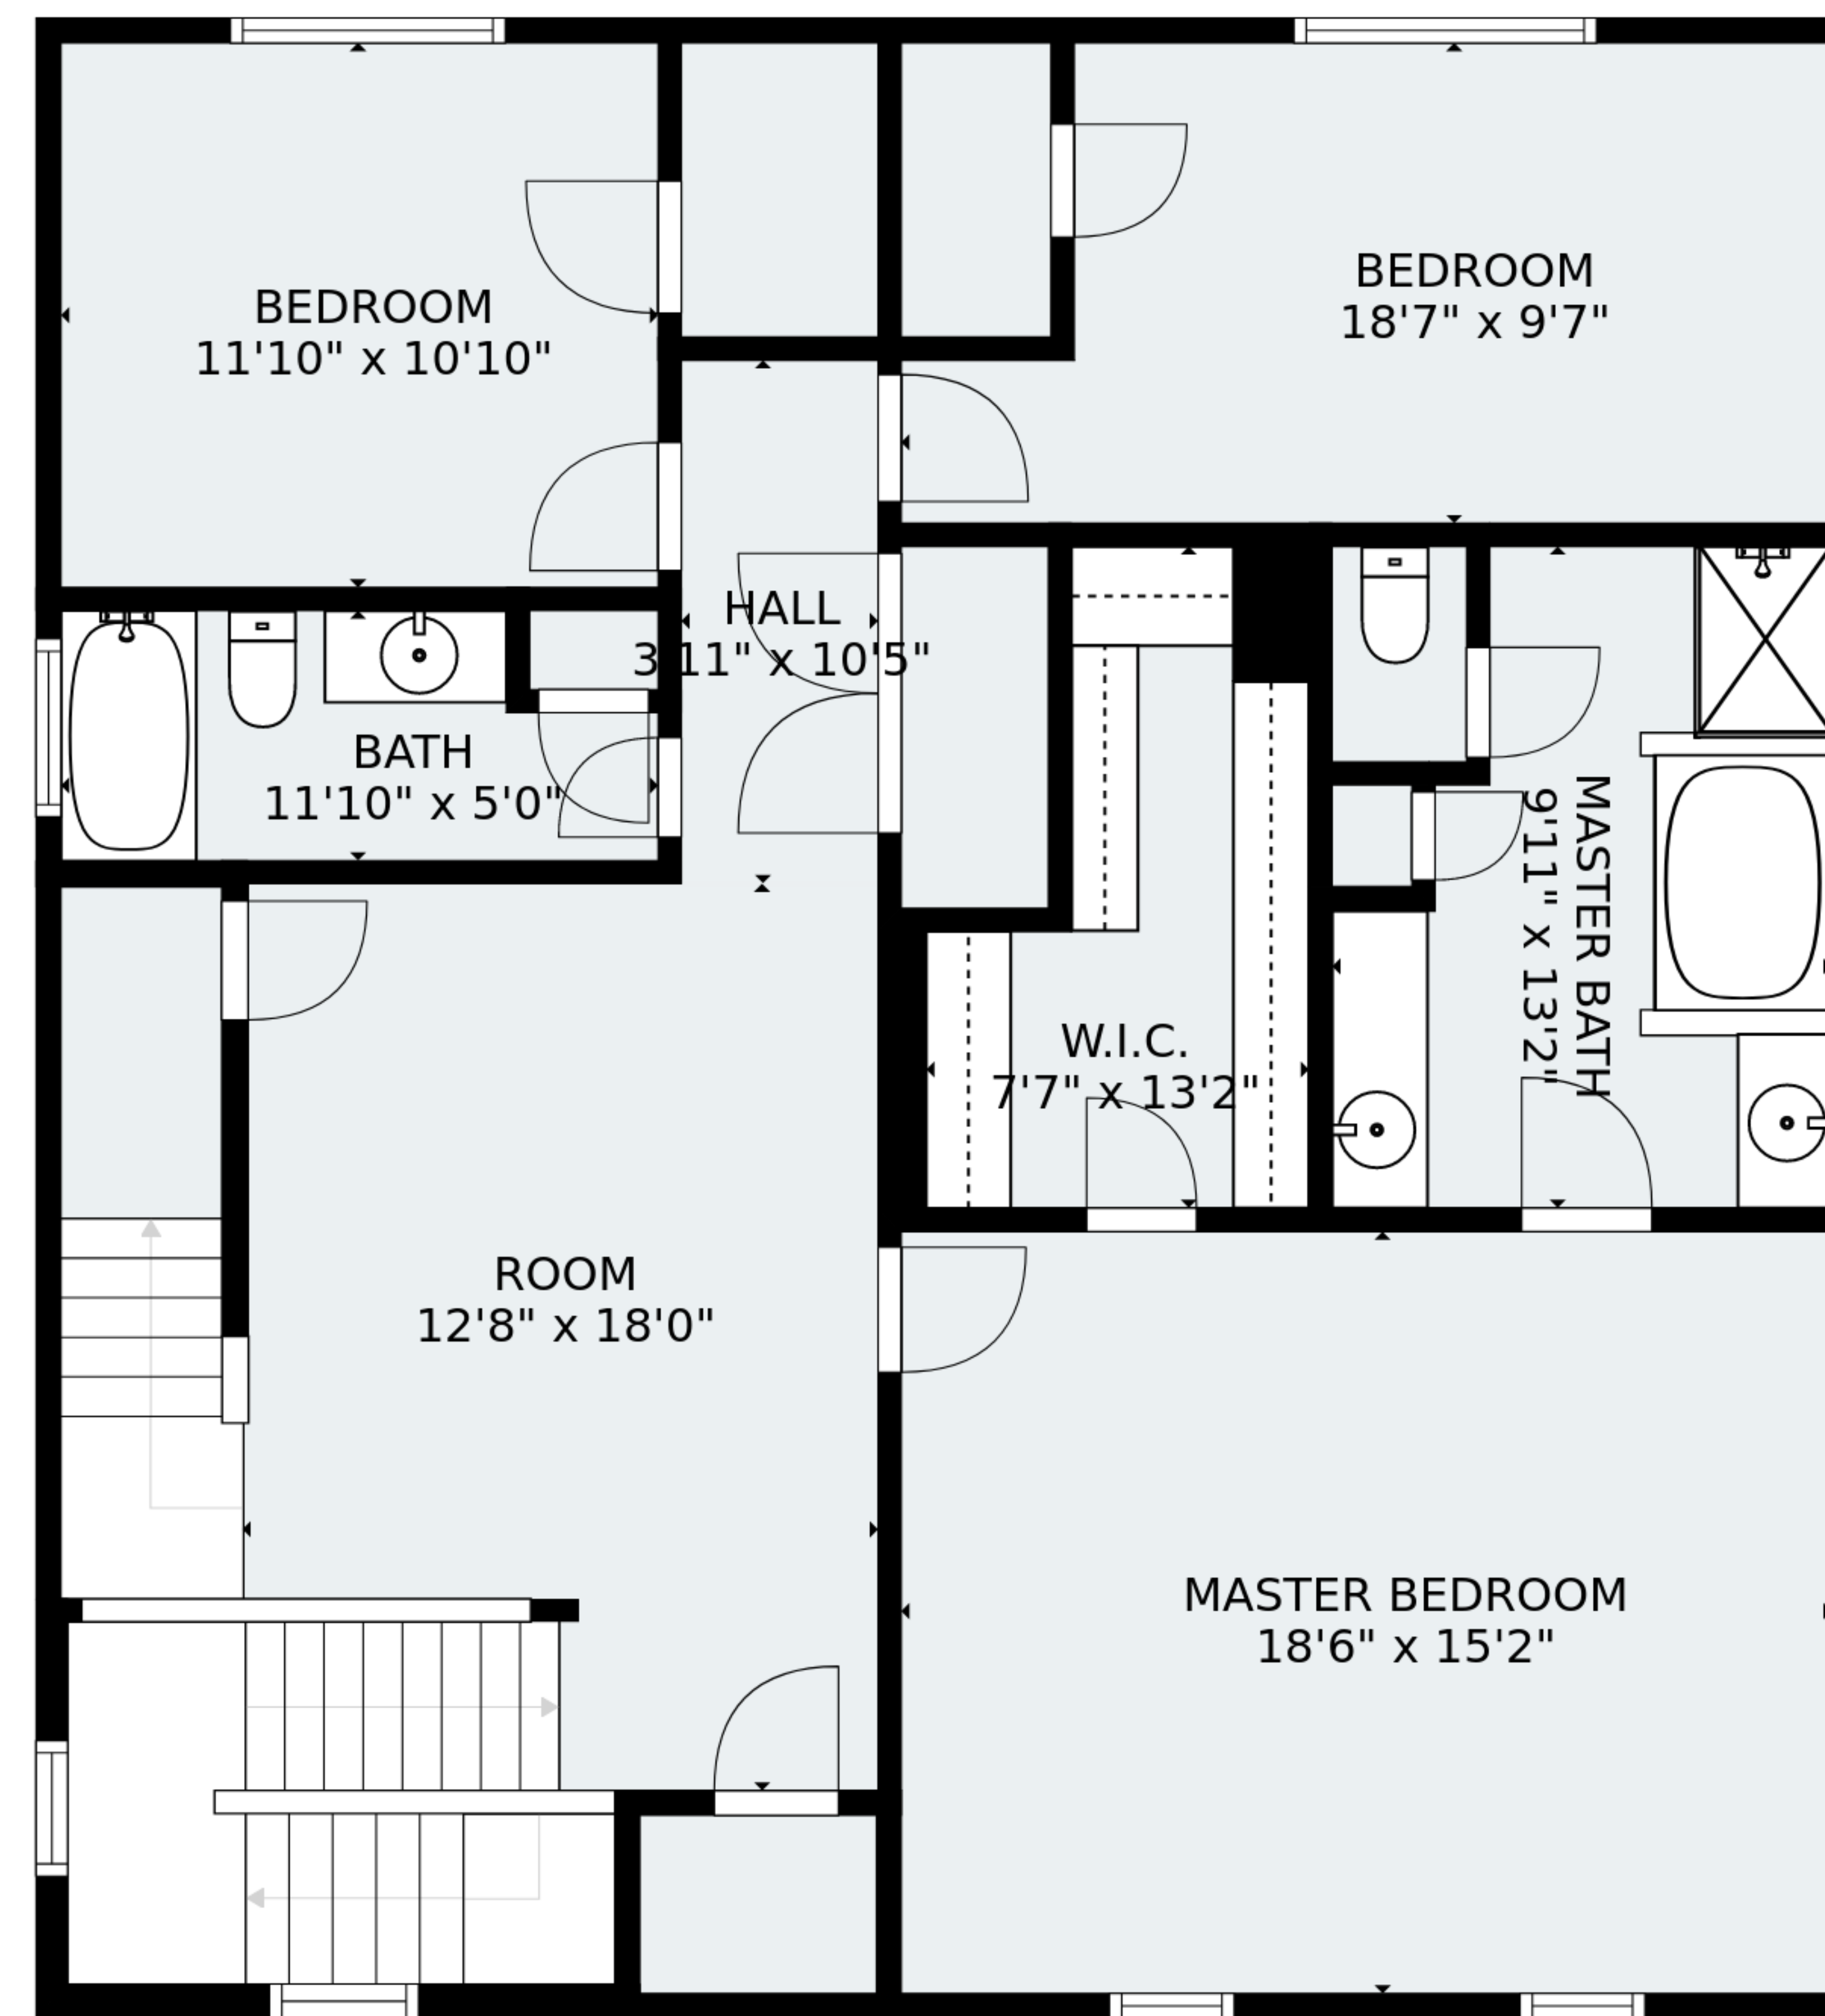 BEDROOM
11'10" x 10'10"
BEDROOM
18'7" x 9'7"
HALL
3'11" x 10'5"
BATH
11'10" x 5'0"
MASTER BATH
9'11" x 13'2"
W.I.C.
7'7" x 13'2"
ROOM
12'8" x 18'0"
MASTER BEDROOM
18'6" x 15'2"